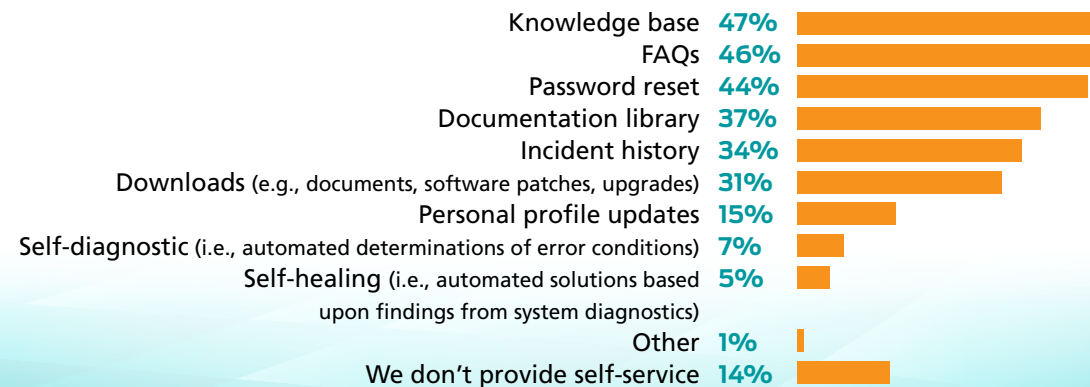 Knowledge base 47%
FAQs 46%
Password reset 44%
Documentation library 37%
Incident history 34%
Downloads (e.g., documents, software patches, upgrades) 31%
Personal profile updates 15%
Self-diagnostic (i.e., automated determinations of error conditions) 7%
Self-healing (i.e., automated solutions based 5%
upon findings from system diagnostics)
Other 1%
We don’t provide self-service 14%